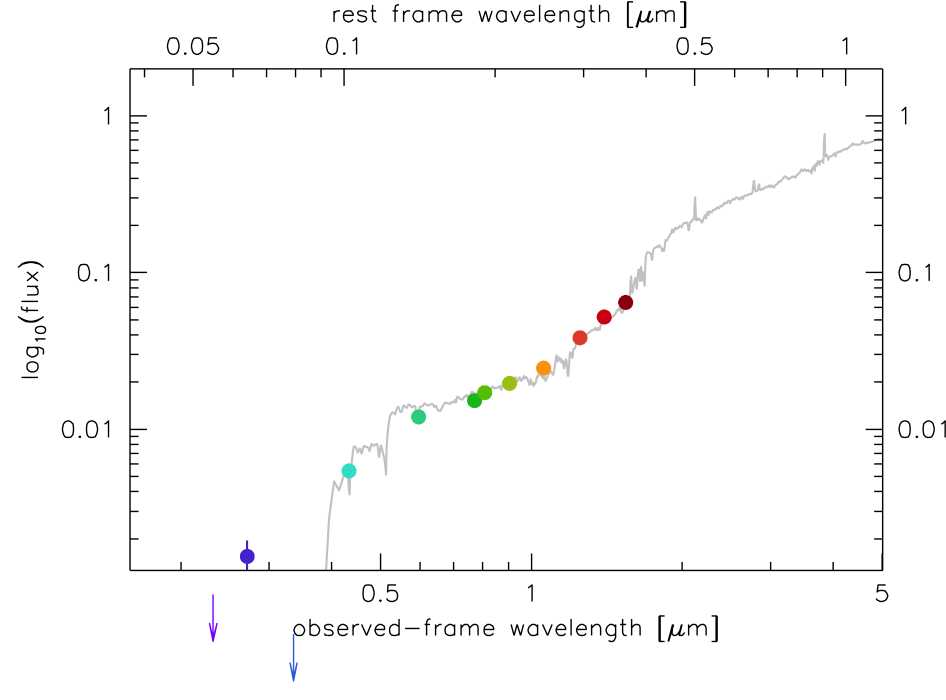 rest frame wavelength [μm]
0.05 0.1 0.5 1
1 1
0.1 0.1
0.01 0.01
log10(flux)
0.5 1 5
observed-frame wavelength [μm]